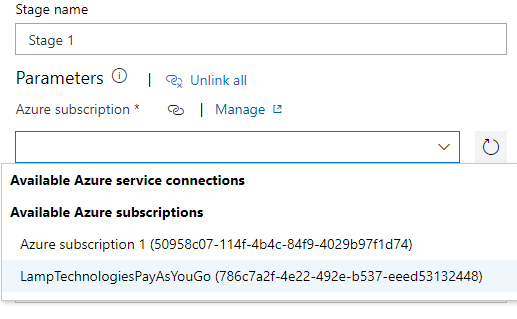 Stage name
Stage 1
Parameters | Unlink all
Azure subscription * | Manage
Available Azure service connections
Available Azure subscriptions
Azure subscription 1 (50958c07-114f-4b4c-84f9-4029b97f1d74)
LampTechnologiesPayAsYouGo (786c7a2f-4e22-492e-b537-eeed53132448)